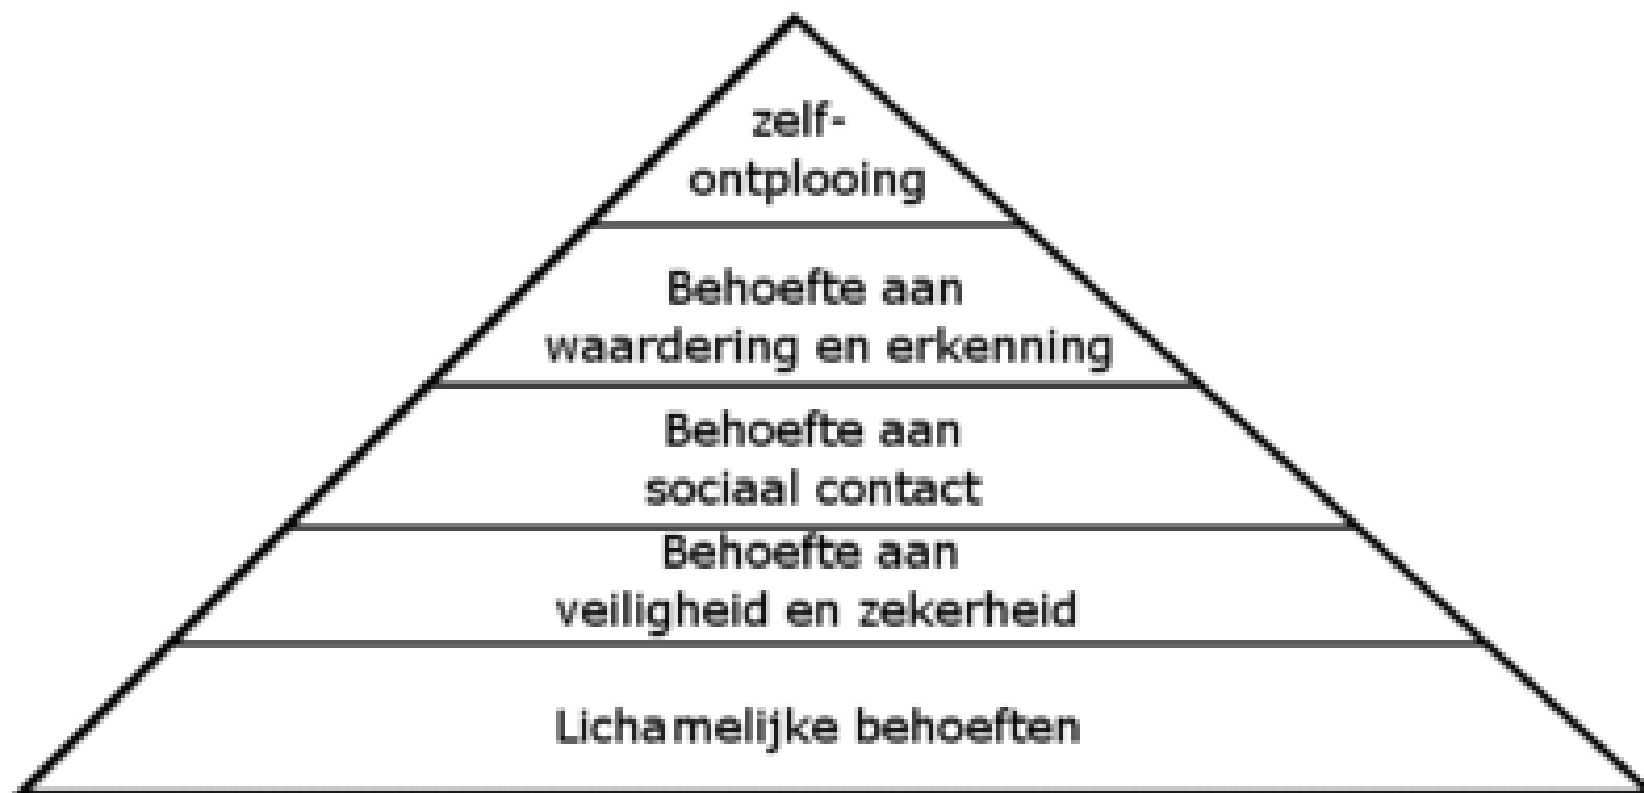 zelf-
ontplooing
Behoefte aan
waardering en erkenning
Behoefte aan
sociaal contact
Behoefte aan
veiligheid en zekerheid
Lichamelijke behoeften